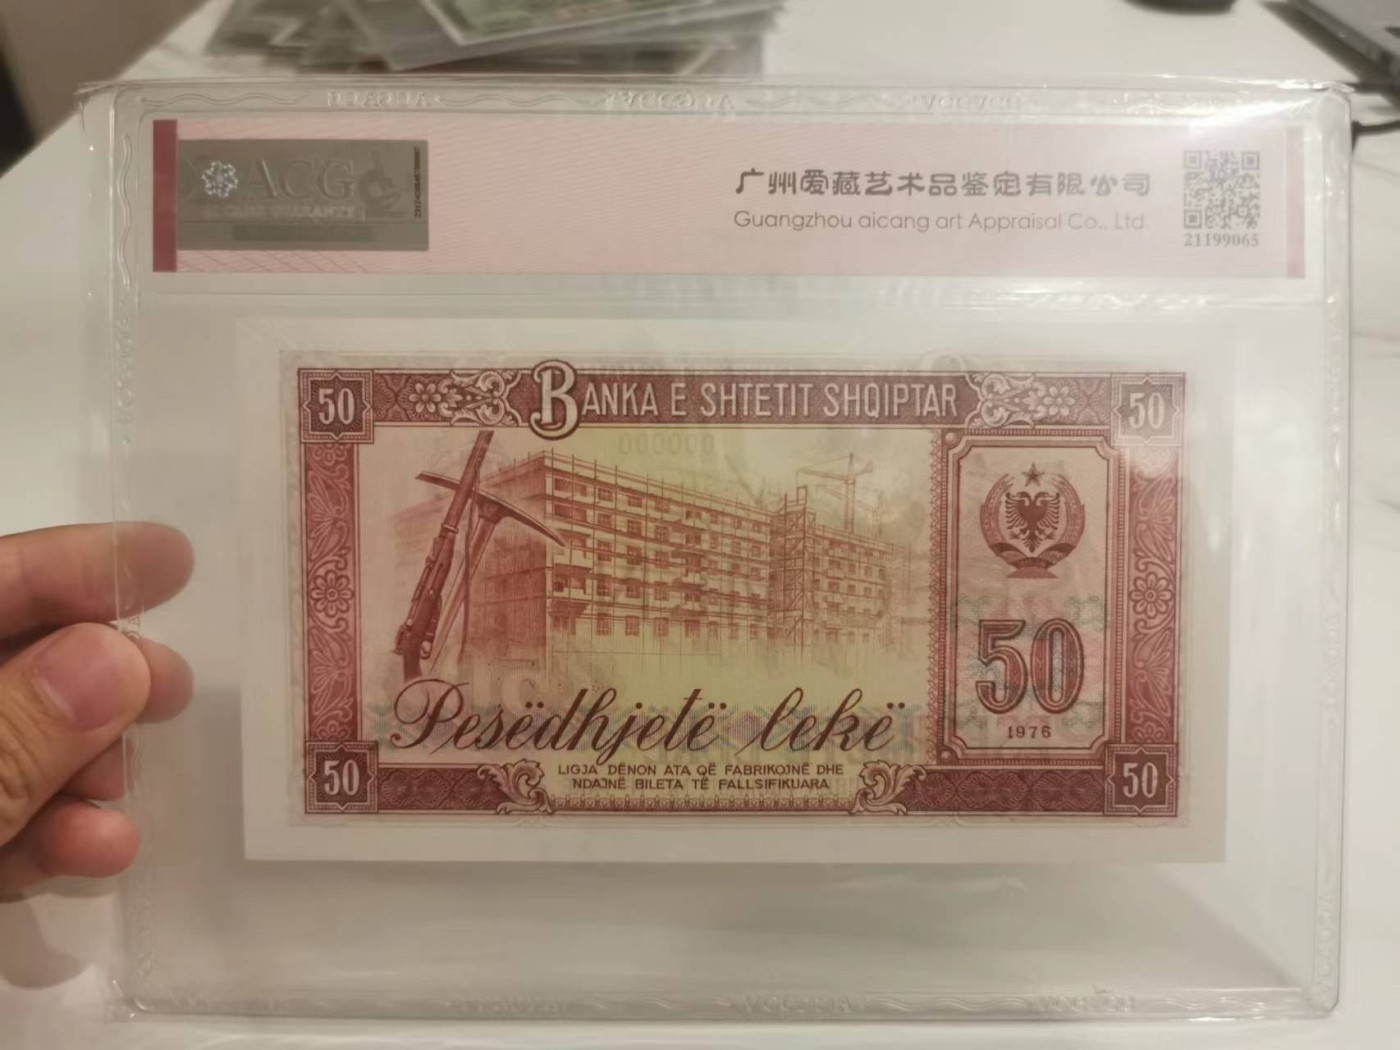 ACG
广州爱藏艺术品鉴定有限公司
Guangzhou aicang art Appraisal Co., Ltd.
21199065
50
BANKA E SHTETIT SHQIPTAR
50
000000
50
1976
Pesëdhjetë lekë
LIGJA DËNON ATA QË FABRIKOJNË DHE
NDAJNË BILETA TË FALLSIFIKUARA
50
50